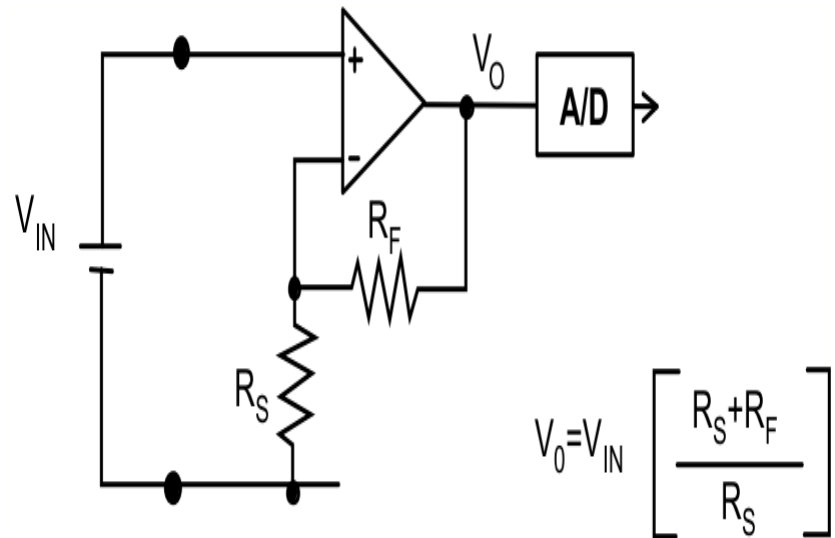 +
V_O
A/D
-
V_IN
R_F
R_S
V_0=V_IN [R_S+R_F / R_S]